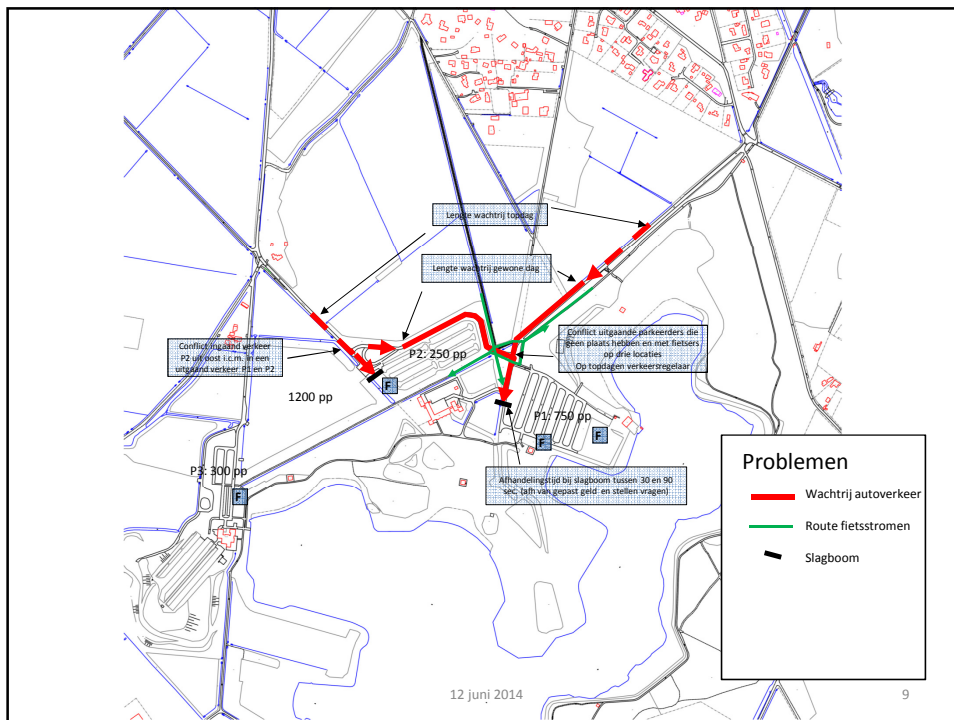 Lengte wachtrij topdag
Lengte wachtrij gewone dag
Conflict ingaand verkeer
P2 uit oost i.c.m. in een
uitgaand verkeer P1 en P2
P2: 250 pp
Conflict uitgaande parkeerders die
geen plaats hebben en met fietsers
op drie locaties
Op topdagen verkeersregelaar
F
1200 pp
P1: 750 pp
F
F
P3: 300 pp
F
Afhandelingstijd bij slagboom tussen 30 en 90
sec. (afh van gepast geld en stellen vragen)
Problemen
Wachtrij autoverkeer
Route fietsstromen
Slagboom
12 juni 2014
9